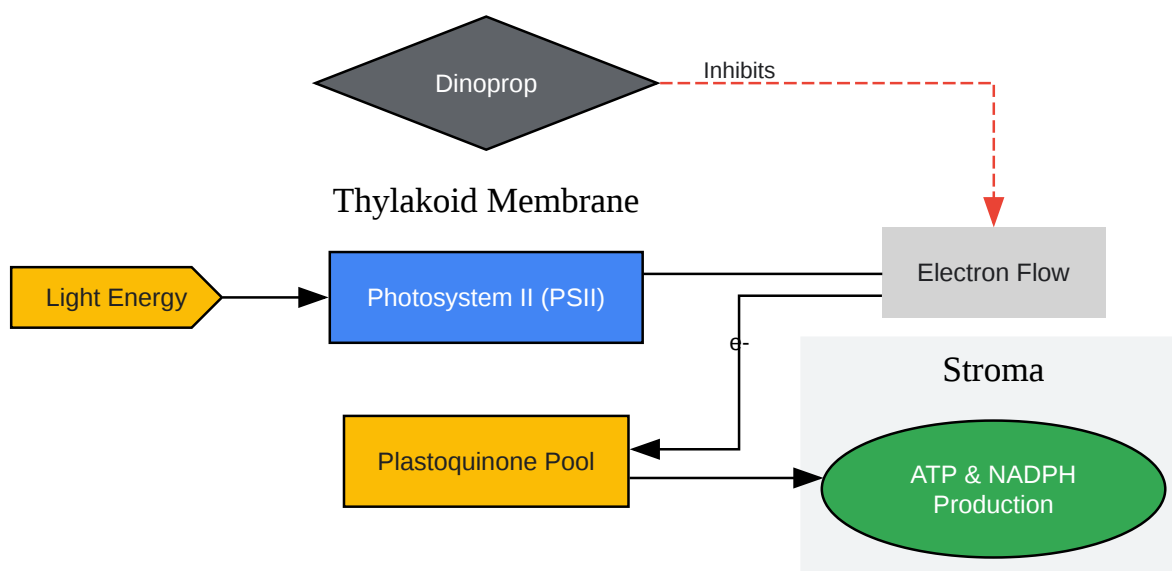 Dinoprop
Inhibits
Thylakoid Membrane
Light Energy
Photosystem II (PSII)
Electron Flow
e-
Stroma
Plastoquinone Pool
ATP & NADPH
Production